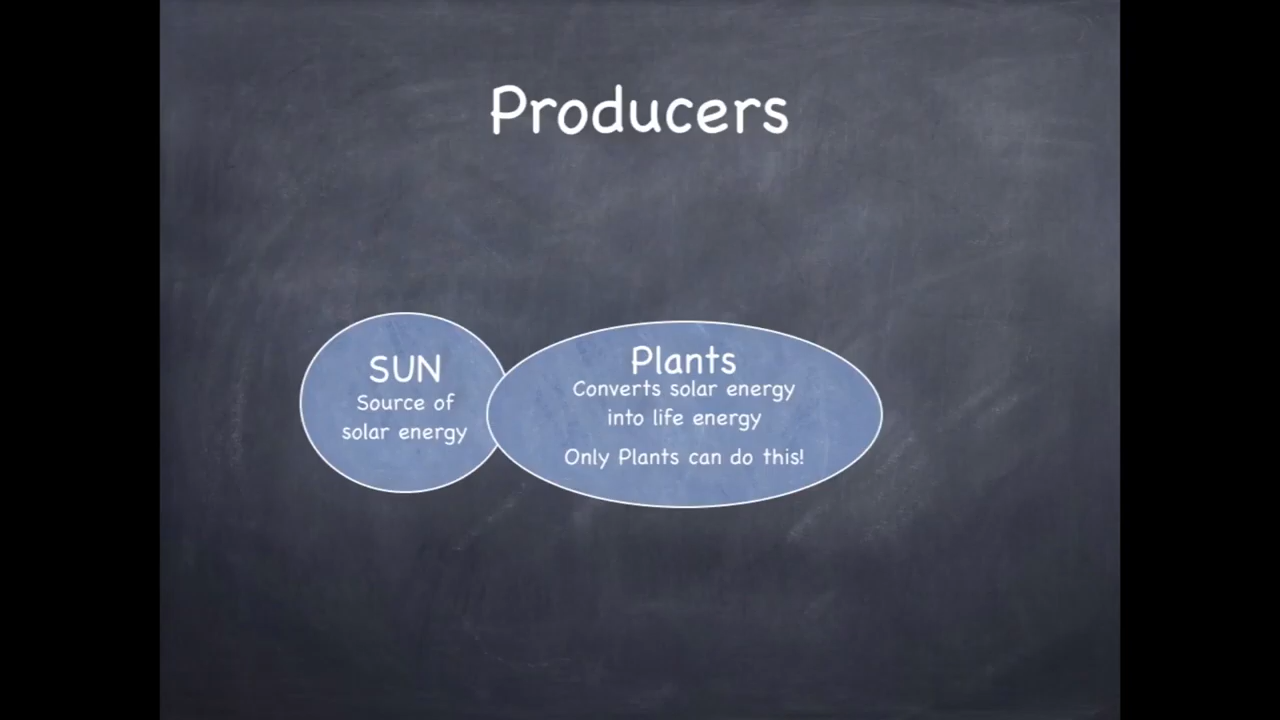 Producers
SUN
Source of
solar energy
Plants
Converts solar energy
into life energy
Only Plants can do this!